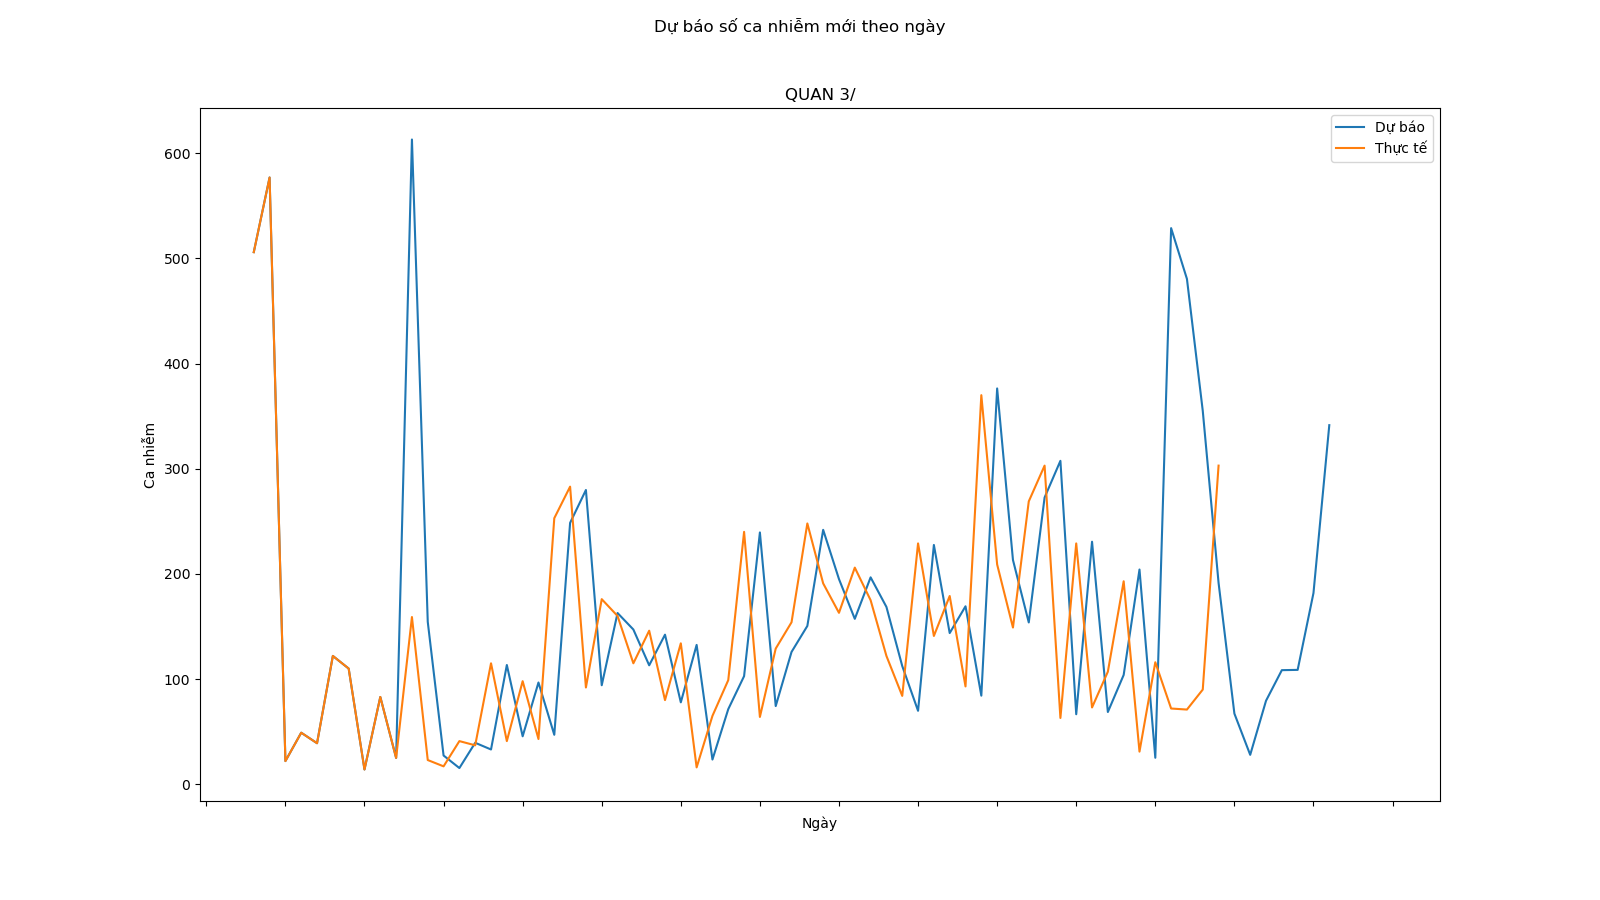 Dự báo số ca nhiễm mới theo ngày
QUAN 3/
Dự báo
Thực tế
600
500
400
300
200
100
0
Ca nhiễm
Ngày